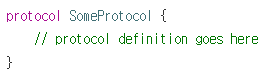 protocol SomeProtocol {
    // protocol definition goes here
}